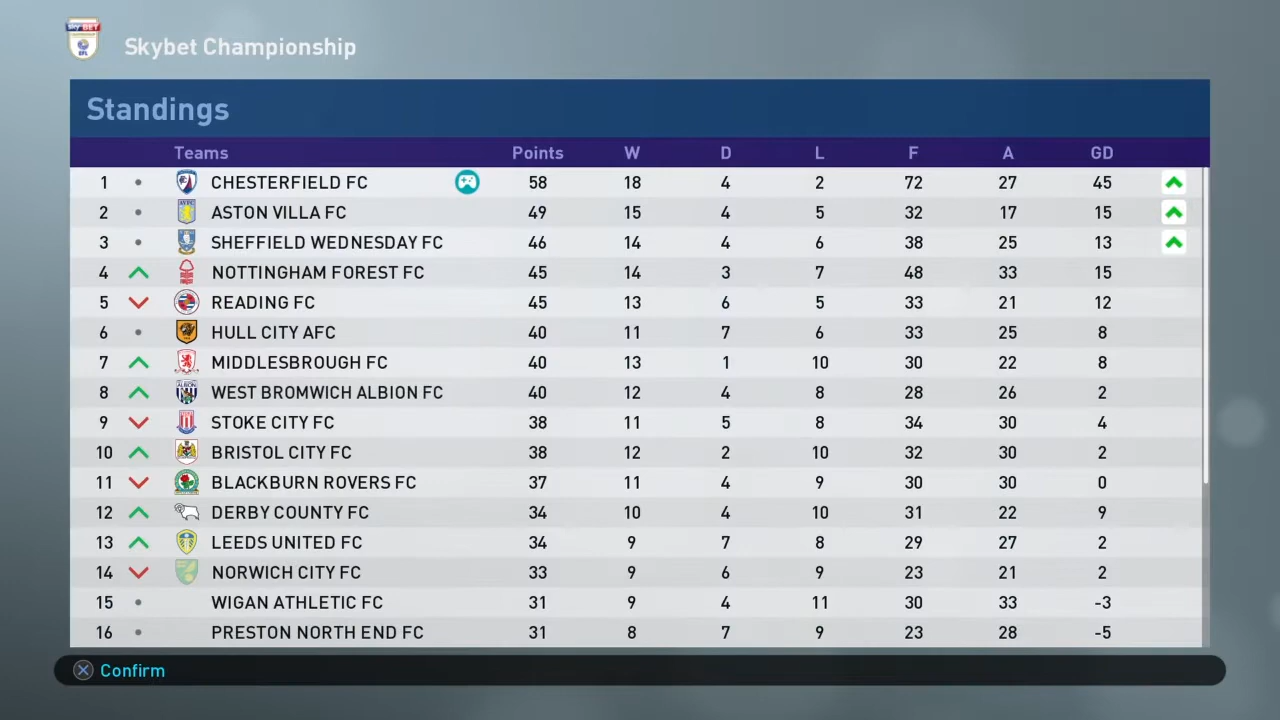 sky BET
EFL
Skybet Championship
Standings
Teams Points W D L F A GD
1 CHESTERFIELD FC 58 18 4 2 72 27 45
2 ASTON VILLA FC 49 15 4 5 32 17 15
3 SHEFFIELD WEDNESDAY FC 46 14 4 6 38 25 13
4 NOTTINGHAM FOREST FC 45 14 3 7 48 33 15
5 READING FC 45 13 6 5 33 21 12
6 HULL CITY AFC 40 11 7 6 33 25 8
7 MIDDLESBROUGH FC 40 13 1 10 30 22 8
8 WEST BROMWICH ALBION FC 40 12 4 8 28 26 2
9 STOKE CITY FC 38 11 5 8 34 30 4
10 BRISTOL CITY FC 38 12 2 10 32 30 2
11 BLACKBURN ROVERS FC 37 11 4 9 30 30 0
12 DERBY COUNTY FC 34 10 4 10 31 22 9
13 LEEDS UNITED FC 34 9 7 8 29 27 2
14 NORWICH CITY FC 33 9 6 9 23 21 2
15 WIGAN ATHLETIC FC 31 9 4 11 30 33 -3
16 PRESTON NORTH END FC 31 8 7 9 23 28 -5
Confirm